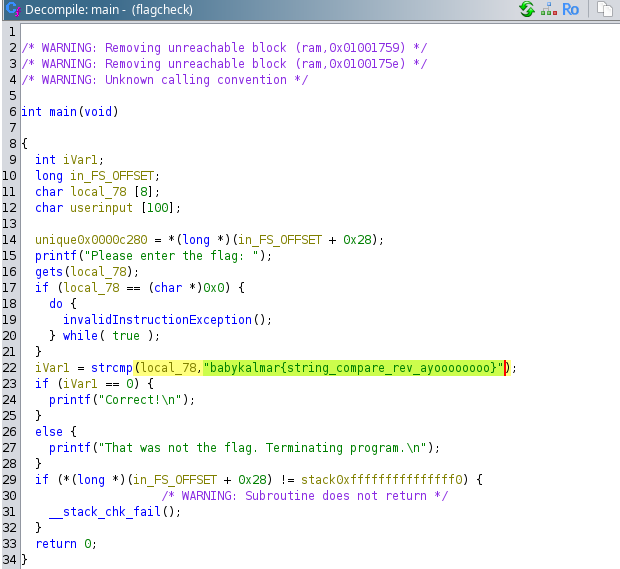 Decompile: main - (flagcheck)
Ro
1
2 /* WARNING: Removing unreachable block (ram,0x01001759) */
3 /* WARNING: Removing unreachable block (ram,0x0100175e) */
4 /* WARNING: Unknown calling convention */
5
6 int main(void)
7
8 {
9 int iVar1;
10 long in_FS_OFFSET;
11 char local_78 [8];
12 char userinput [100];
13
14 unique0x0000c280 = *(long *)(in_FS_OFFSET + 0x28);
15 printf("Please enter the flag: ");
16 gets(local_78);
17 if (local_78 == (char *)0x0) {
18 do {
19 invalidInstructionException();
20 } while( true );
21 }
22 iVar1 = strcmp(local_78,"babykalmar{string_compare_rev_ayoooooooo}");
23 if (iVar1 == 0) {
24 printf("Correct!\n");
25 }
26 else {
27 printf("That was not the flag. Terminating program.\n");
28 }
29 if (*(long *)(in_FS_OFFSET + 0x28) != stack0xfffffffffffffff0) {
30 /* WARNING: Subroutine does not return */
31 __stack_chk_fail();
32 }
33 return 0;
34 }